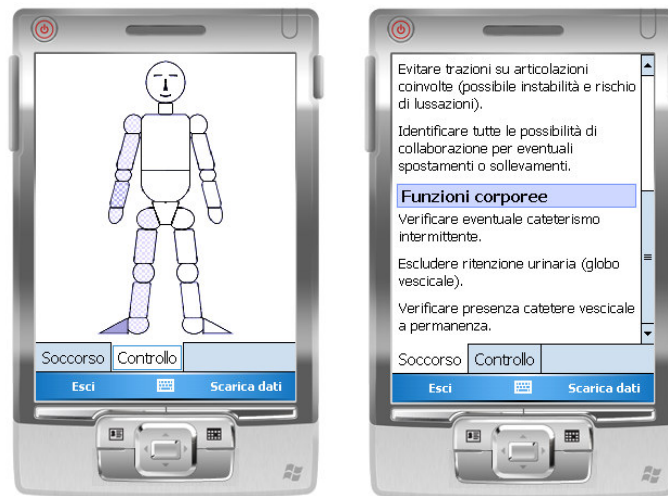 Soccorso Controllo
Esci Scarica dati
Evitare trazioni su articolazioni
coinvolte (possibile instabilità e rischio
di lussazioni).
Identificare tutte le possibilità di
collaborazione per eventuali
spostamenti o sollevamenti.
Funzioni corporee
Verificare eventuale cateterismo
intermittente.
Escludere ritenzione urinaria (globo
vescicale).
Verificare presenza catetere vescicale
a permanenza.
Soccorso Controllo
Esci Scarica dati